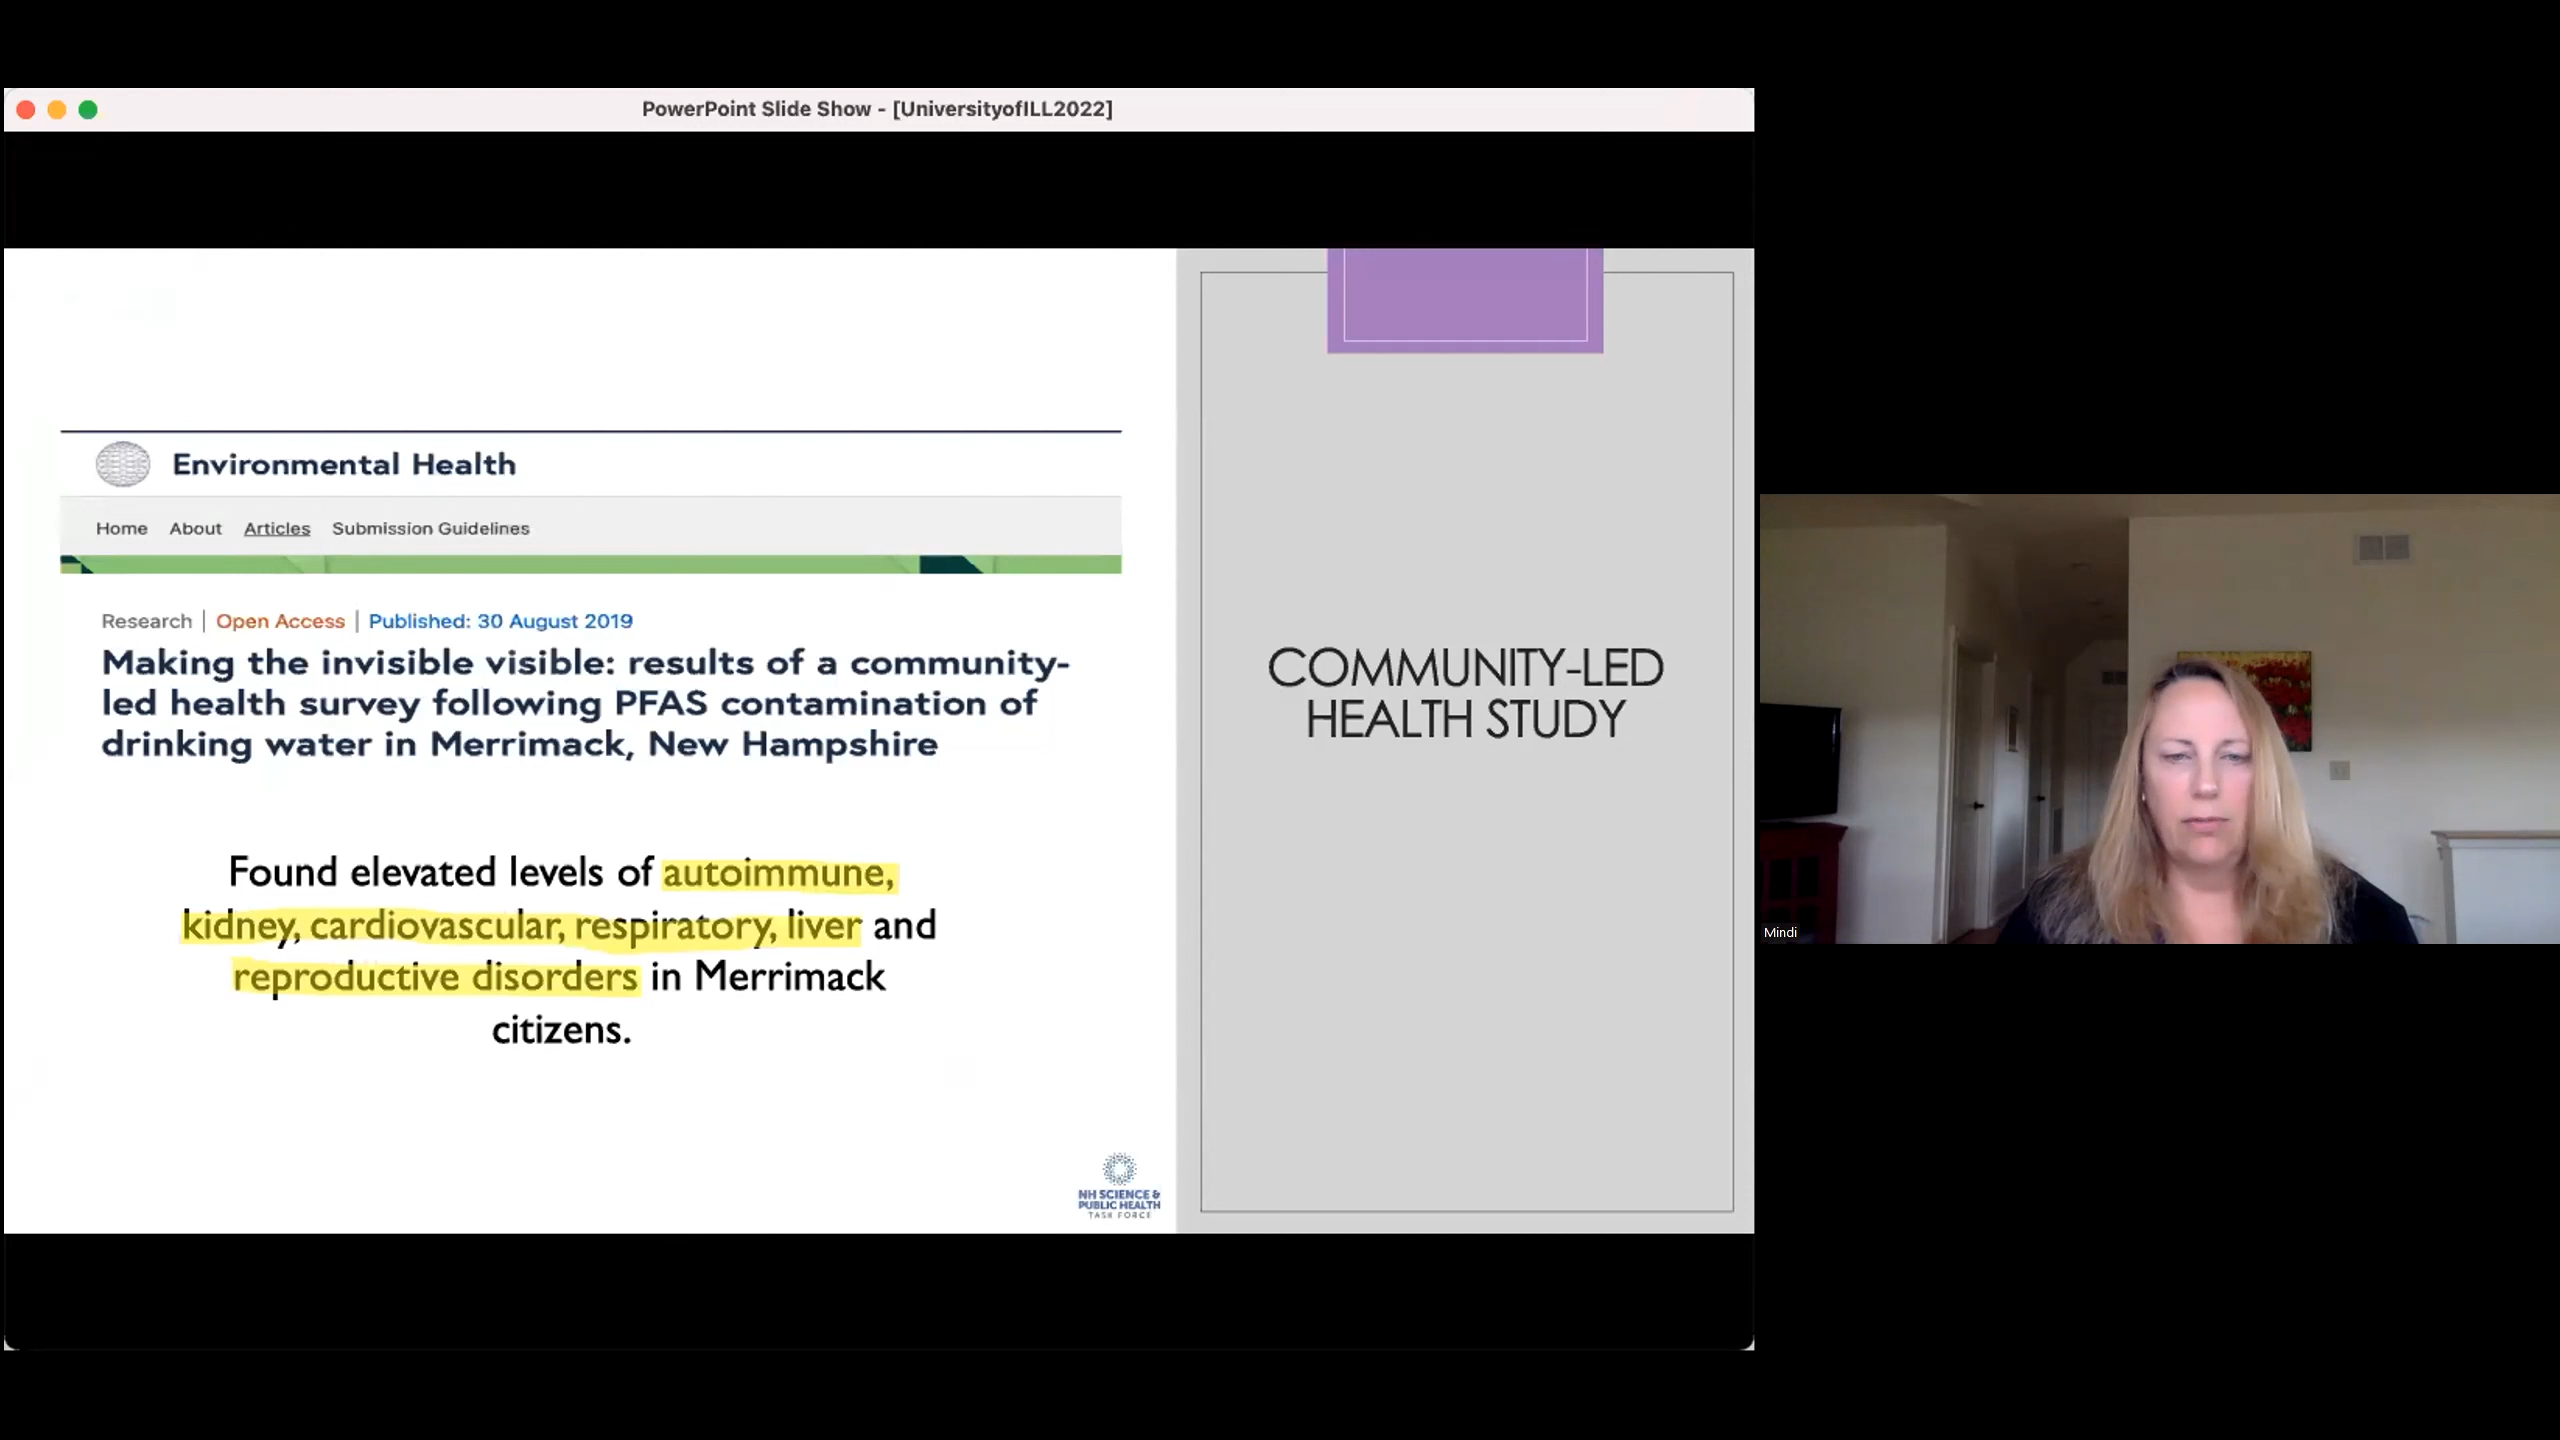 PowerPoint Slide Show - [UniversityofILL2022]
Environmental Health
Home About Articles Submission Guidelines
Research | Open Access | Published: 30 August 2019
Making the invisible visible: results of a community-
led health survey following PFAS contamination of
drinking water in Merrimack, New Hampshire
Found elevated levels of autoimmune,
kidney, cardiovascular, respiratory, liver and
reproductive disorders in Merrimack
citizens.
NH SCIENCE &
PUBLIC HEALTH
TASK FORCE
COMMUNITY-LED
HEALTH STUDY
Mindi